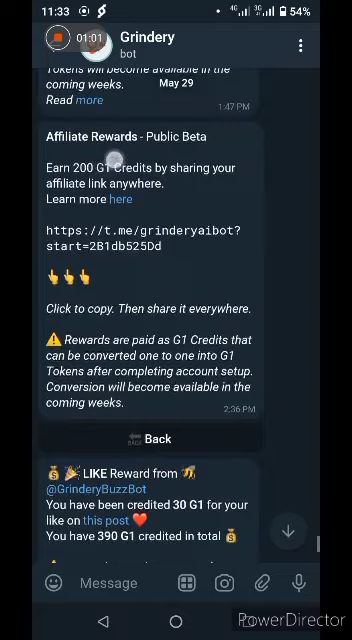 11:33
4G
3G
54%
01:01
Grindery
bot
Tokens will become available in the
coming weeks.
May 29
Read more
1:47 PM
Affiliate Rewards - Public Beta
Earn 200 G1 Credits by sharing your
affiliate link anywhere.
Learn more here
https://t.me/grinderyaibot?
start=2B1db525Dd
👆👆👆
Click to copy. Then share it everywhere.
⚠️ Rewards are paid as G1 Credits that
can be converted one to one into G1
Tokens after completing account setup.
Conversion will become available in the
coming weeks.
2:36 PM
🔙 Back
💰 🎉 LIKE Reward from 🐝
@GrinderyBuzzBot
You have been credited 30 G1 for your
like on this post ❤️
You have 390 G1 credited in total 💰
Message
PowerDirector